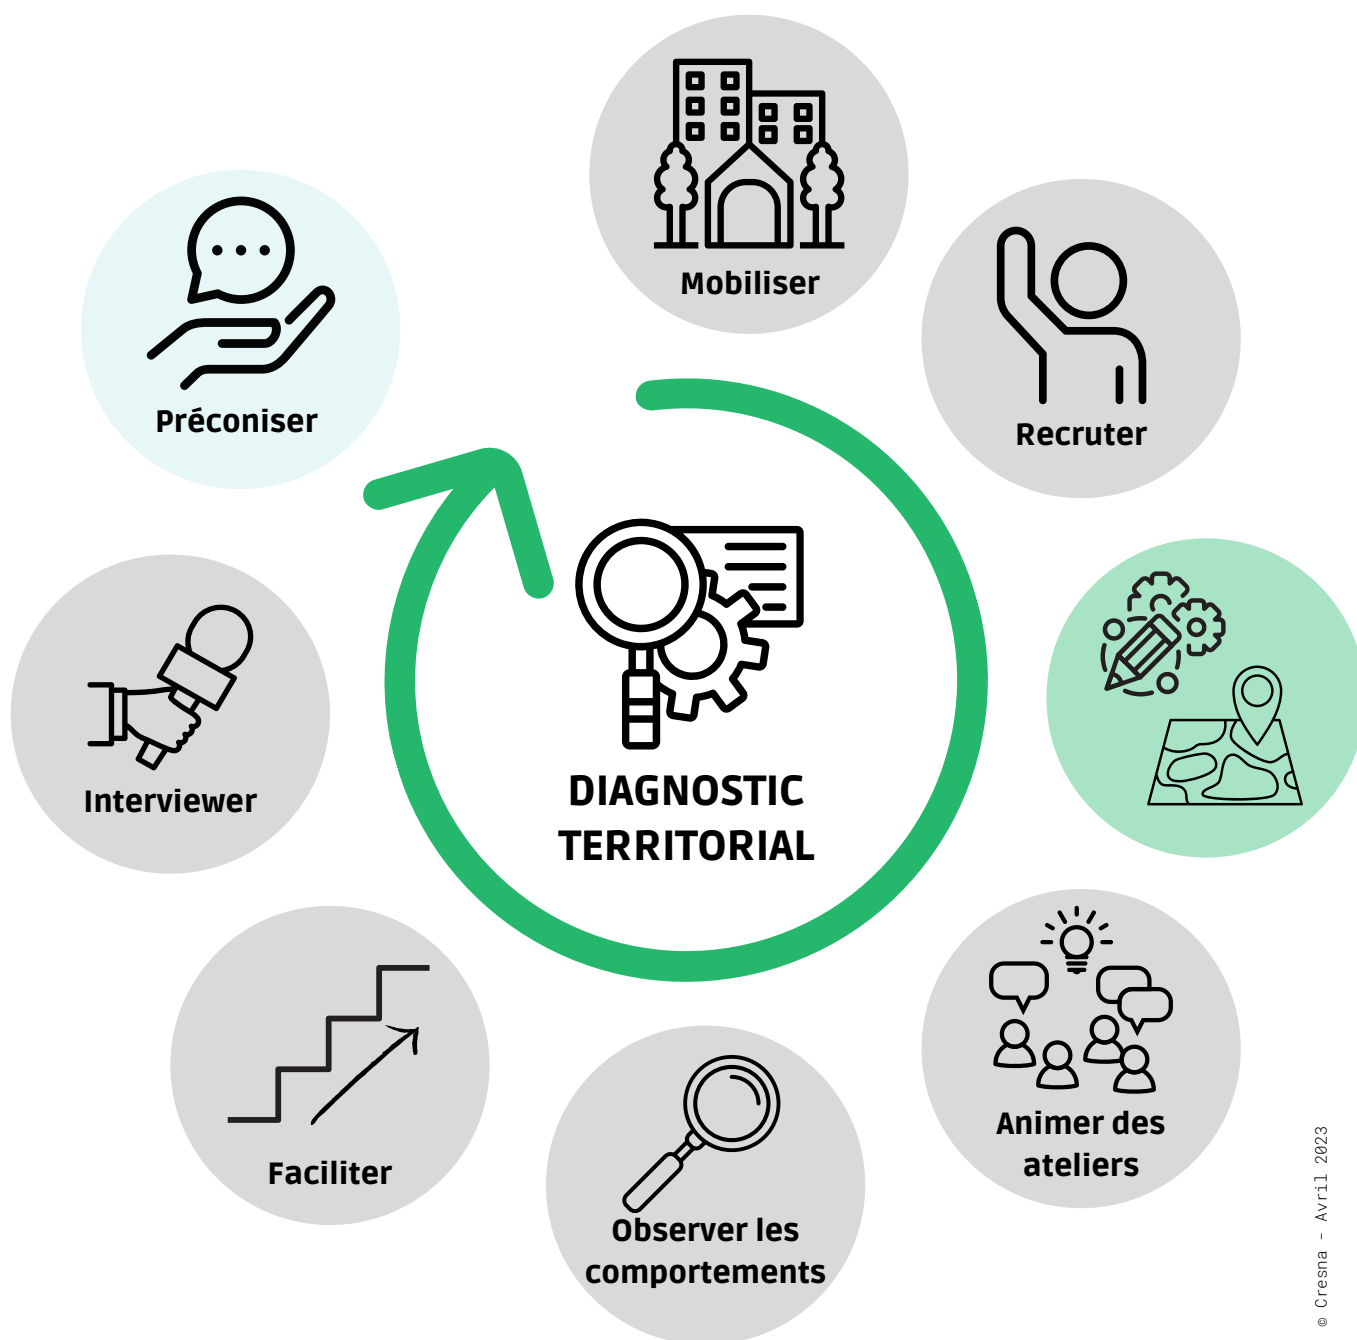 Mobiliser
Recruter
Animer des
ateliers
Observer les
comportements
Faciliter
Interviewer
Préconiser
DIAGNOSTIC
TERRITORIAL
© Cresna - Avril 2023